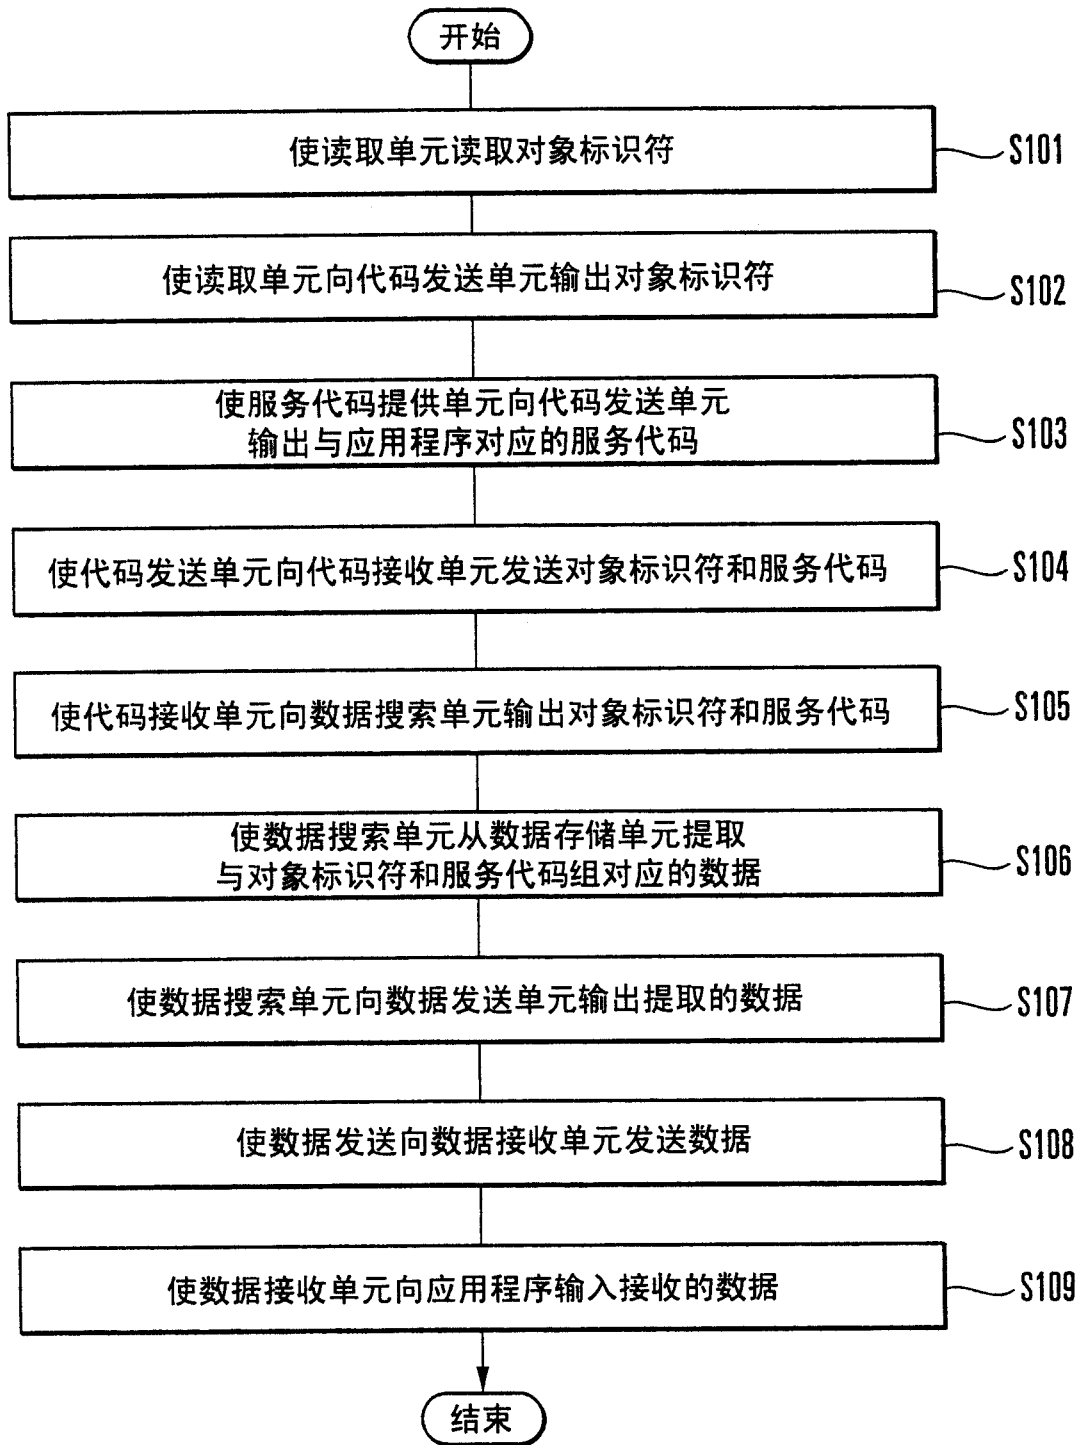 开始
使读取单元读取对象标识符
S101
使读取单元向代码发送单元输出对象标识符
S102
使服务代码提供单元向代码发送单元
输出与应用程序对应的服务代码
S103
使代码发送单元向代码接收单元发送对象标识符和服务代码
S104
使代码接收单元向数据搜索单元输出对象标识符和服务代码
S105
使数据搜索单元从数据存储单元提取
与对象标识符和服务代码组对应的数据
S106
使数据搜索单元向数据发送单元输出提取的数据
S107
使数据发送向数据接收单元发送数据
S108
使数据接收单元向应用程序输入接收的数据
S109
结束